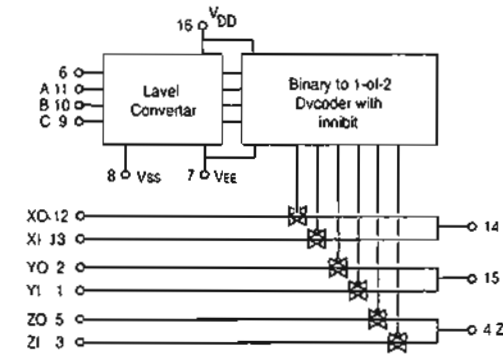 16 VDD
6
A 11
B 10
C 9
Lavel
Convertar
Binary to 1-of-2
Dvcoder with
innibit
8 VSS
7 VEE
XO 12
XI 13
14
YO 2
YI 1
15
ZO 5
ZI 3
4 Z